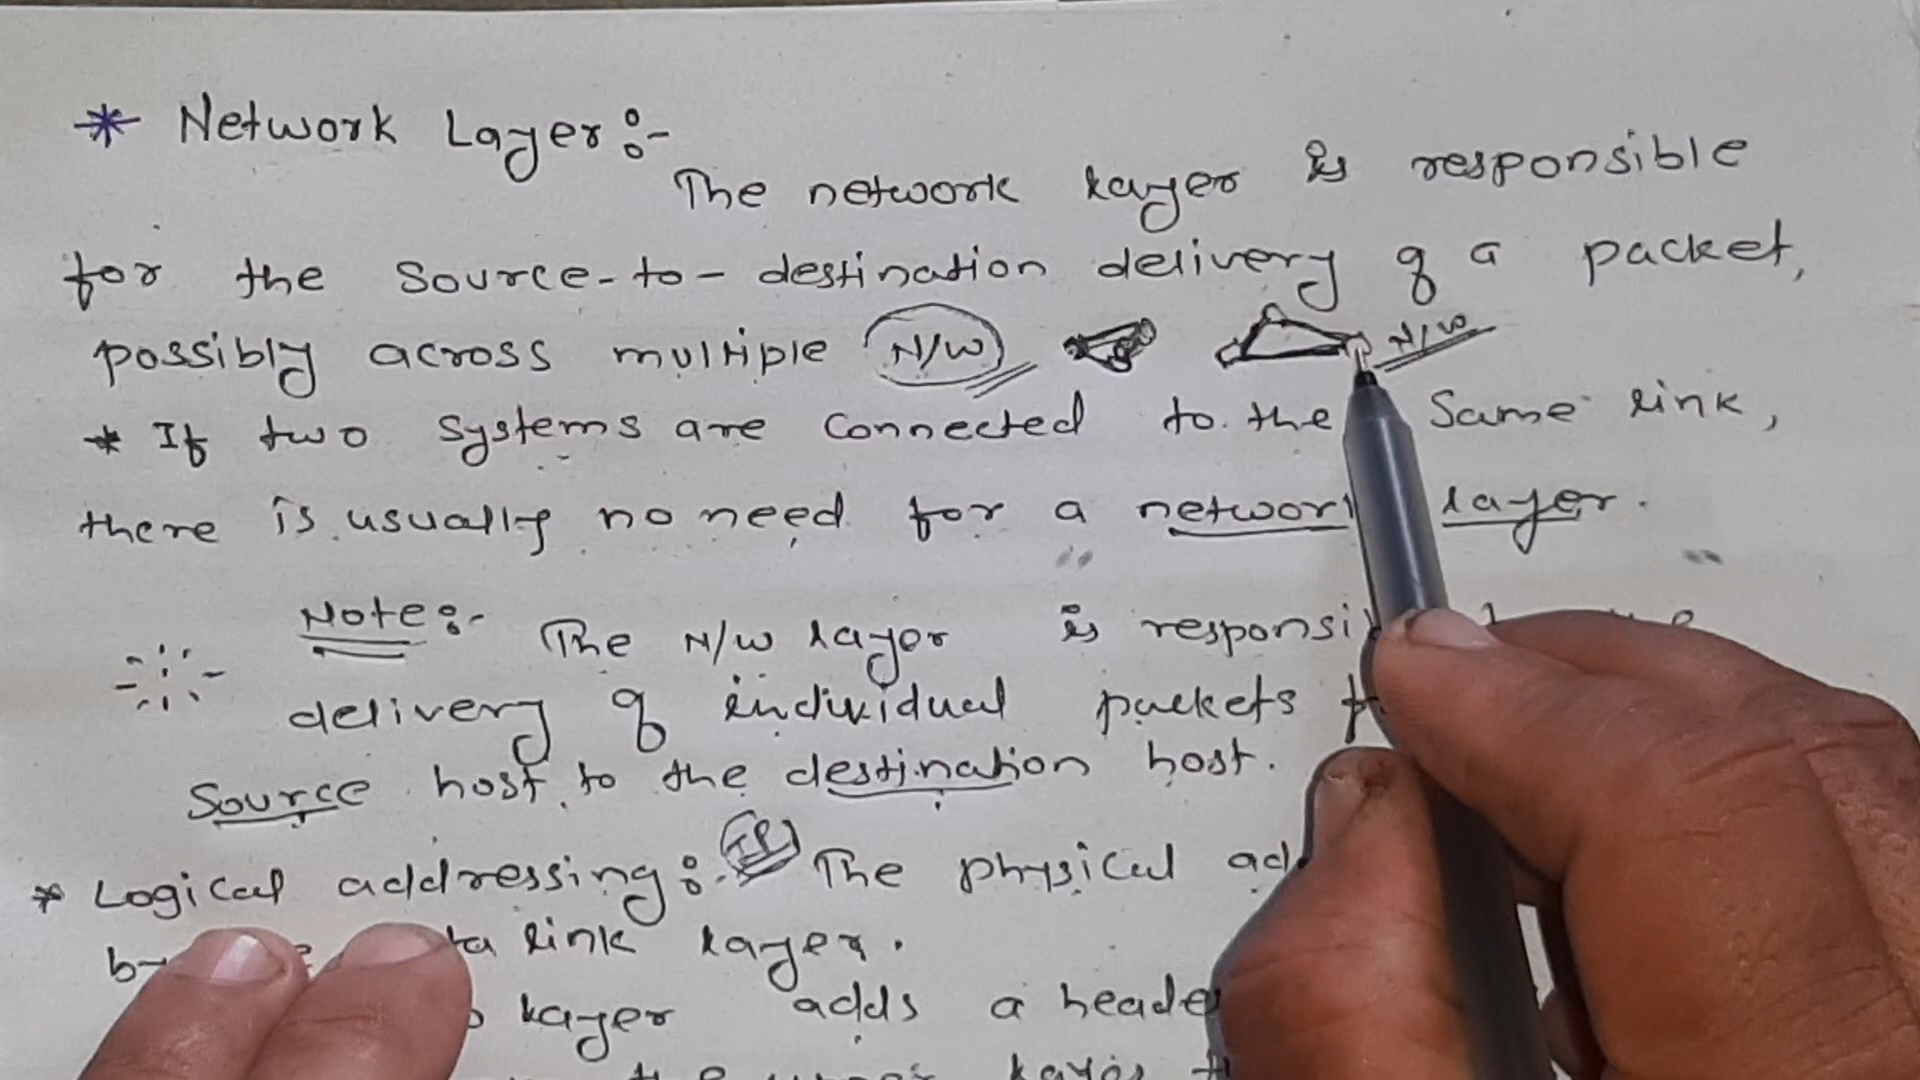 * Network Layer :-
The network layer is responsible
for the source-to-destination delivery of a packet,
possibly across multiple N/W N/W
* If two systems are connected to the same link,
there is usually no need for a network layer.
Note :- The N/W layer is responsi
delivery of individual packets
source host to the destination host.
* Logical addressing :- IP The physical ad
link layer.
layer adds a heade
the upper layer